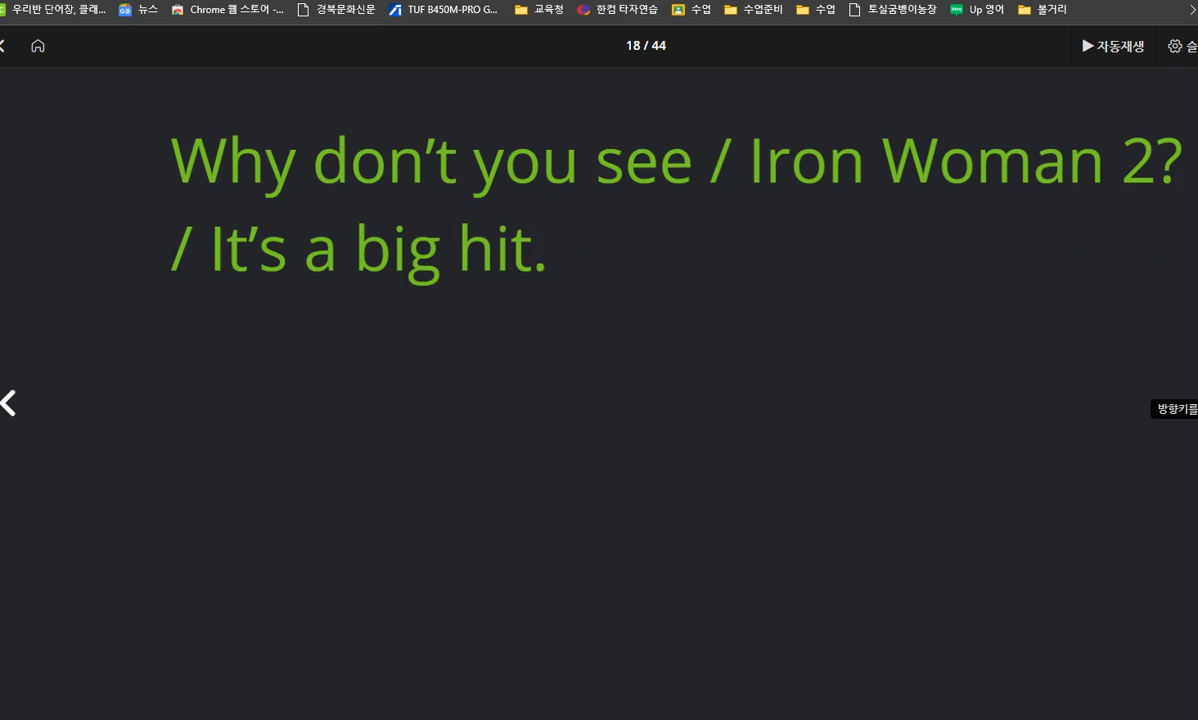 우리반 단어장, 클래... 뉴스 Chrome 웹 스토어 -... 경북문화신문 TUF B450M-PRO G... 교육청 한컴 타자연습 수업 수업준비 수업 토실굼벵이농장 Up 영어 볼거리
18 / 44 자동재생 슬
Why don’t you see / Iron Woman 2?
/ It’s a big hit.
방향키를